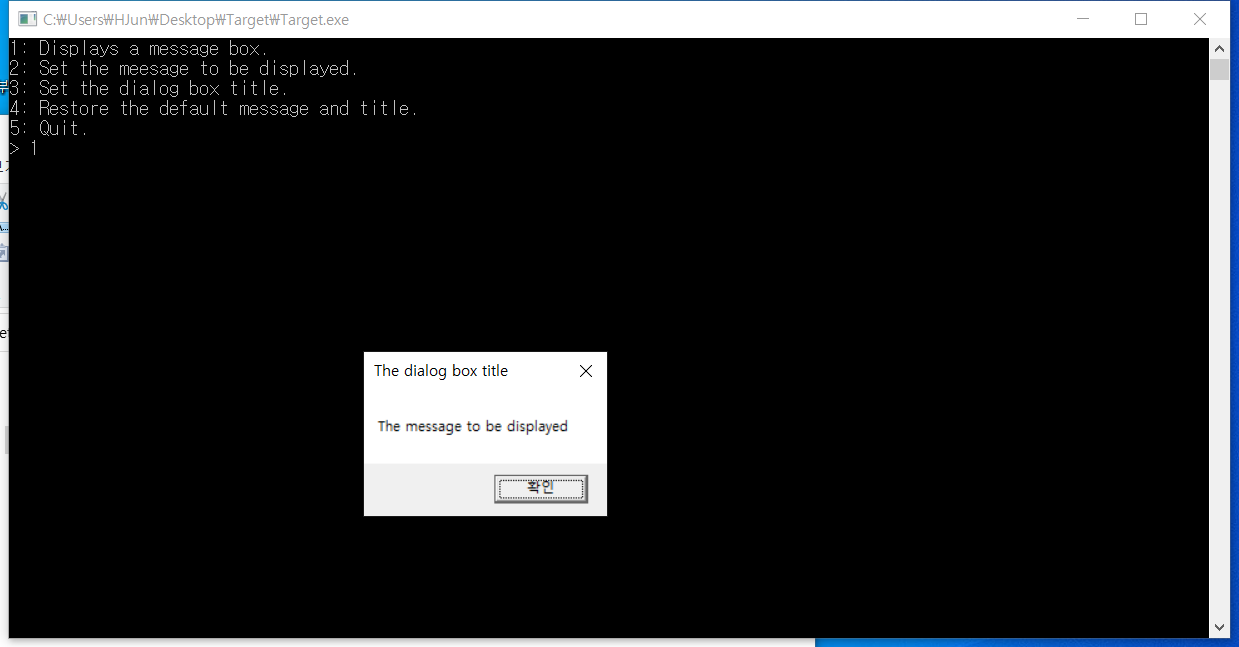 C:₩Users₩HJun₩Desktop₩Target₩Target.exe
1: Displays a message box.
2: Set the meesage to be displayed.
3: Set the dialog box title.
4: Restore the default message and title.
5: Quit.
> 1
The dialog box title
The message to be displayed
확인